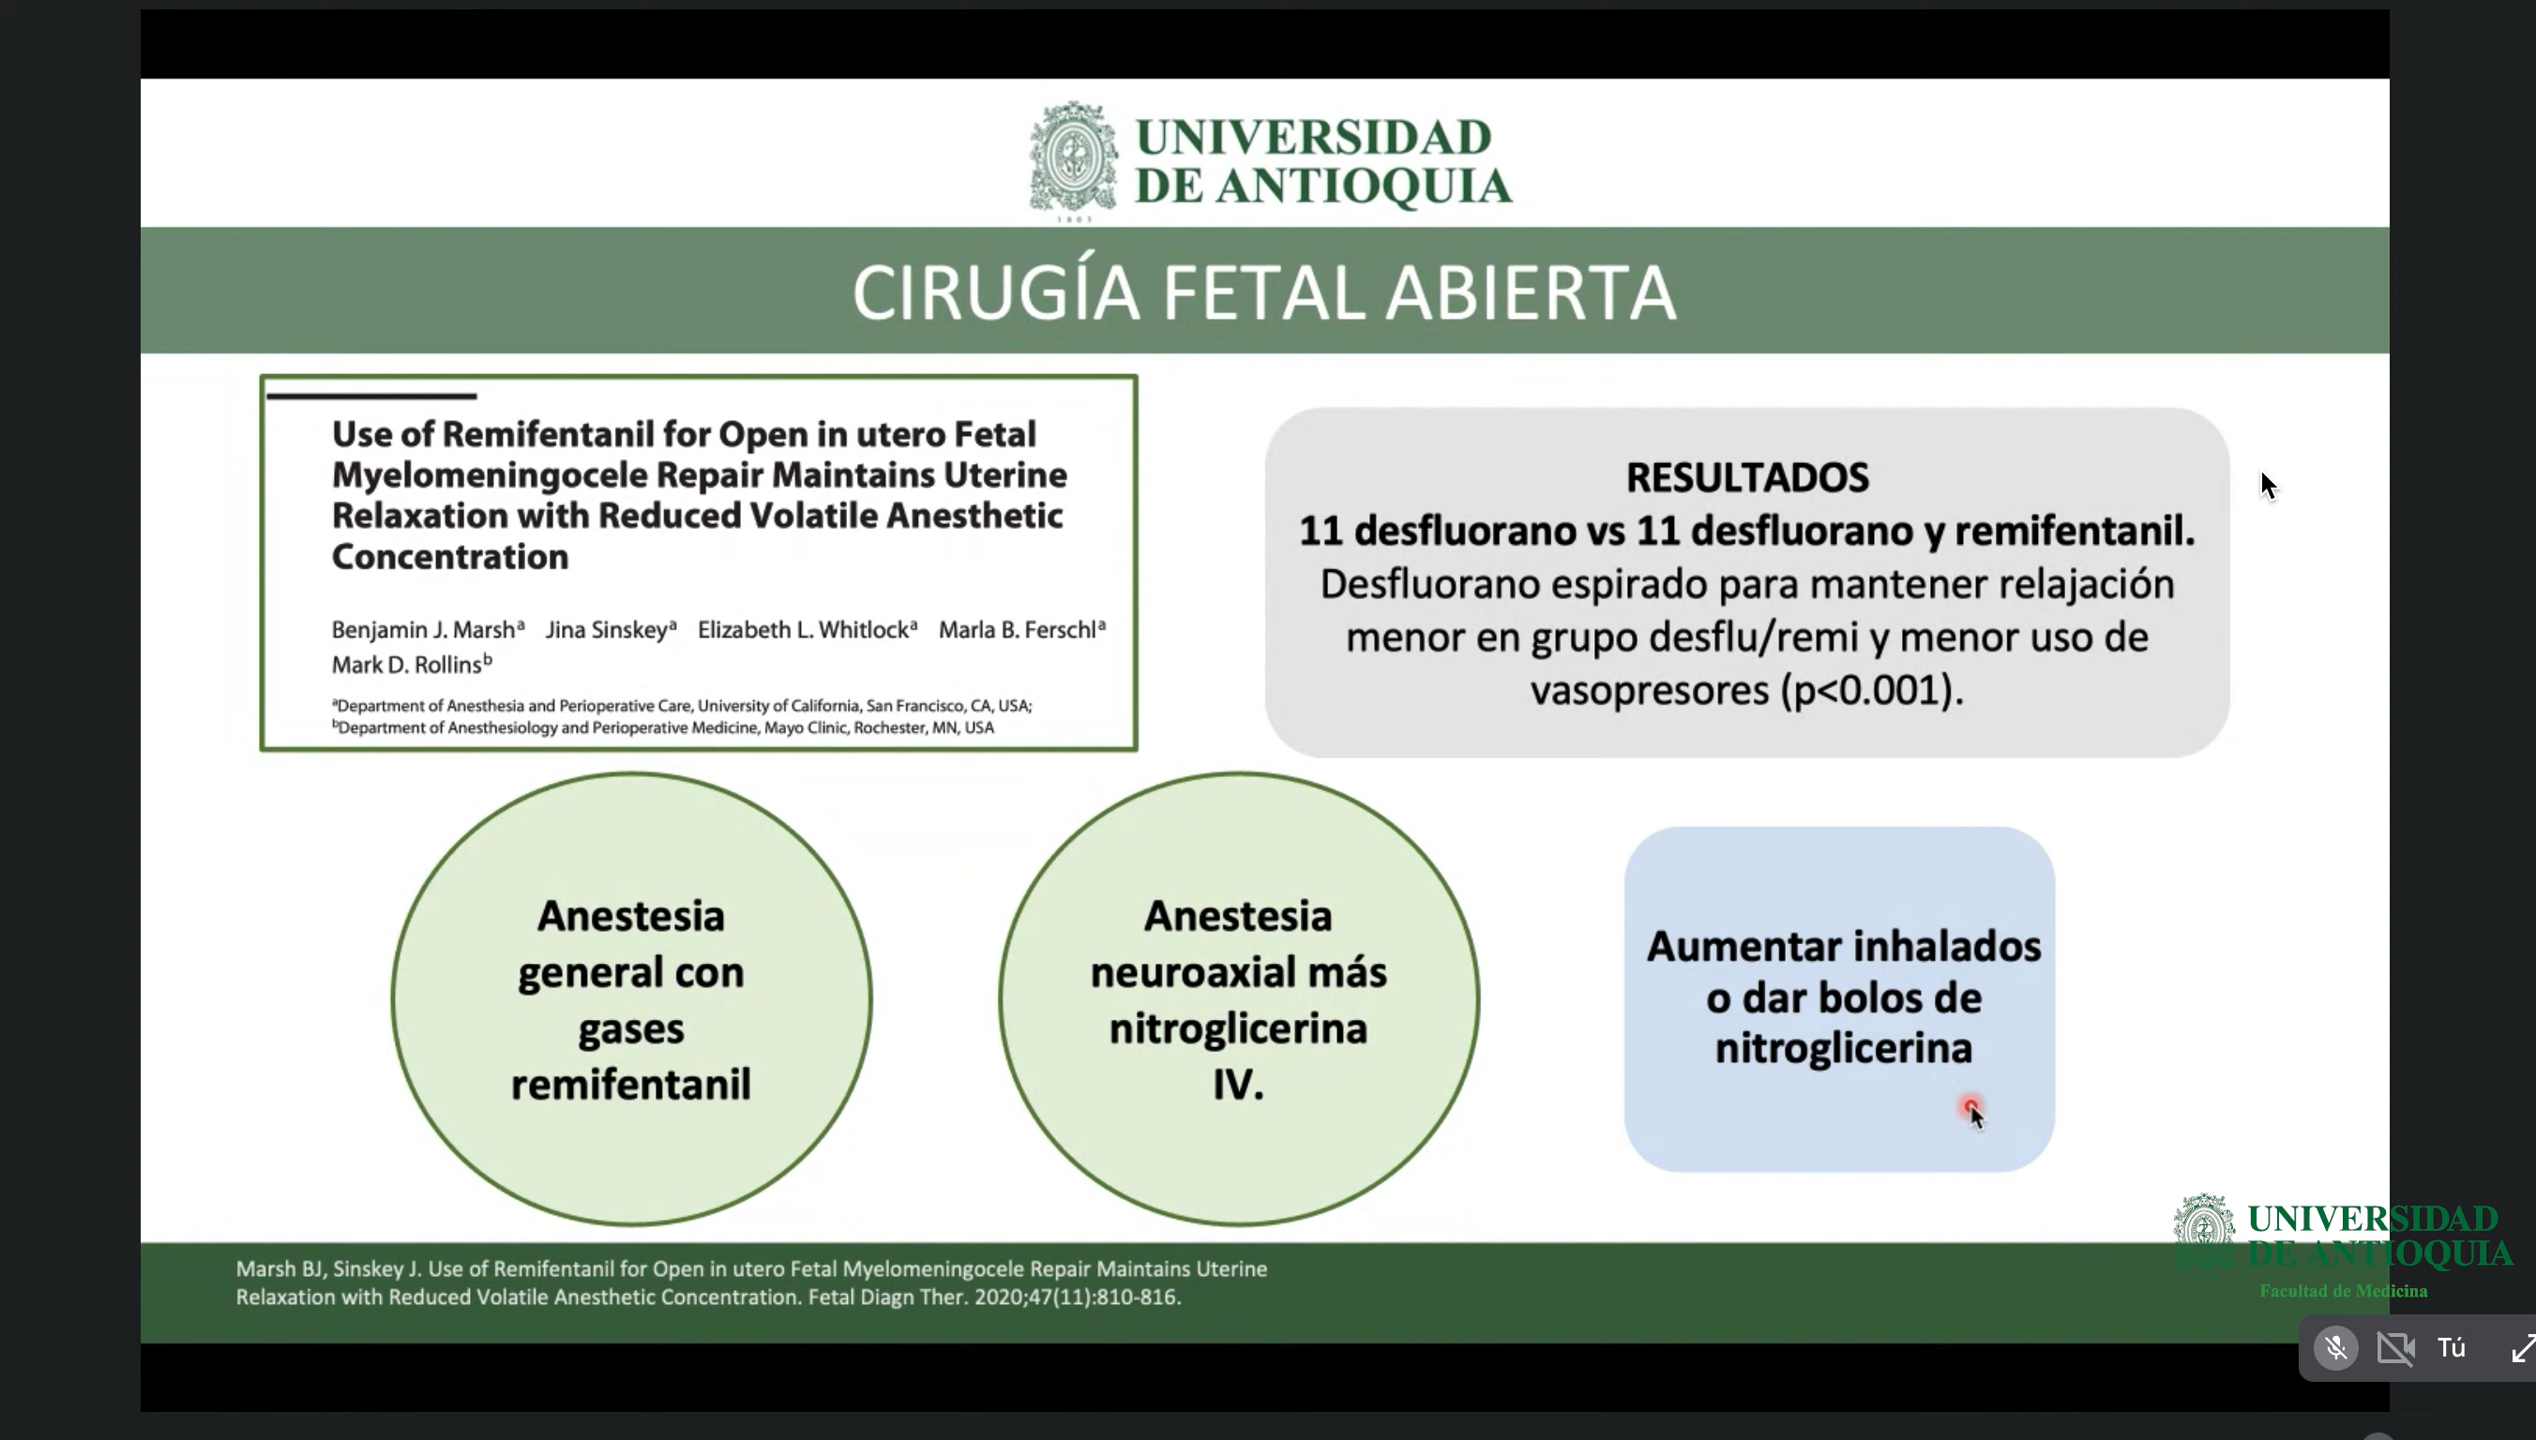 UNIVERSIDAD
DE ANTIOQUIA
1803
CIRUGÍA FETAL ABIERTA
Use of Remifentanil for Open in utero Fetal
Myelomeningocele Repair Maintains Uterine
Relaxation with Reduced Volatile Anesthetic
Concentration
Benjamin J. Marshᵃ Jina Sinskeyᵃ Elizabeth L. Whitlockᵃ Marla B. Ferschlᵃ
Mark D. Rollinsᵇ
ᵃDepartment of Anesthesia and Perioperative Care, University of California, San Francisco, CA, USA;
ᵇDepartment of Anesthesiology and Perioperative Medicine, Mayo Clinic, Rochester, MN, USA
RESULTADOS
11 desfluorano vs 11 desfluorano y remifentanil.
Desfluorano espirado para mantener relajación
menor en grupo desflu/remi y menor uso de
vasopresores (p<0.001).
Anestesia
general con
gases
remifentanil
Anestesia
neuroaxial más
nitroglicerina
IV.
Aumentar inhalados
o dar bolos de
nitroglicerina
Marsh BJ, Sinskey J. Use of Remifentanil for Open in utero Fetal Myelomeningocele Repair Maintains Uterine
Relaxation with Reduced Volatile Anesthetic Concentration. Fetal Diagn Ther. 2020;47(11):810-816.
UNIVERSIDAD
DE ANTIOQUIA
Facultad de Medicina
Tú